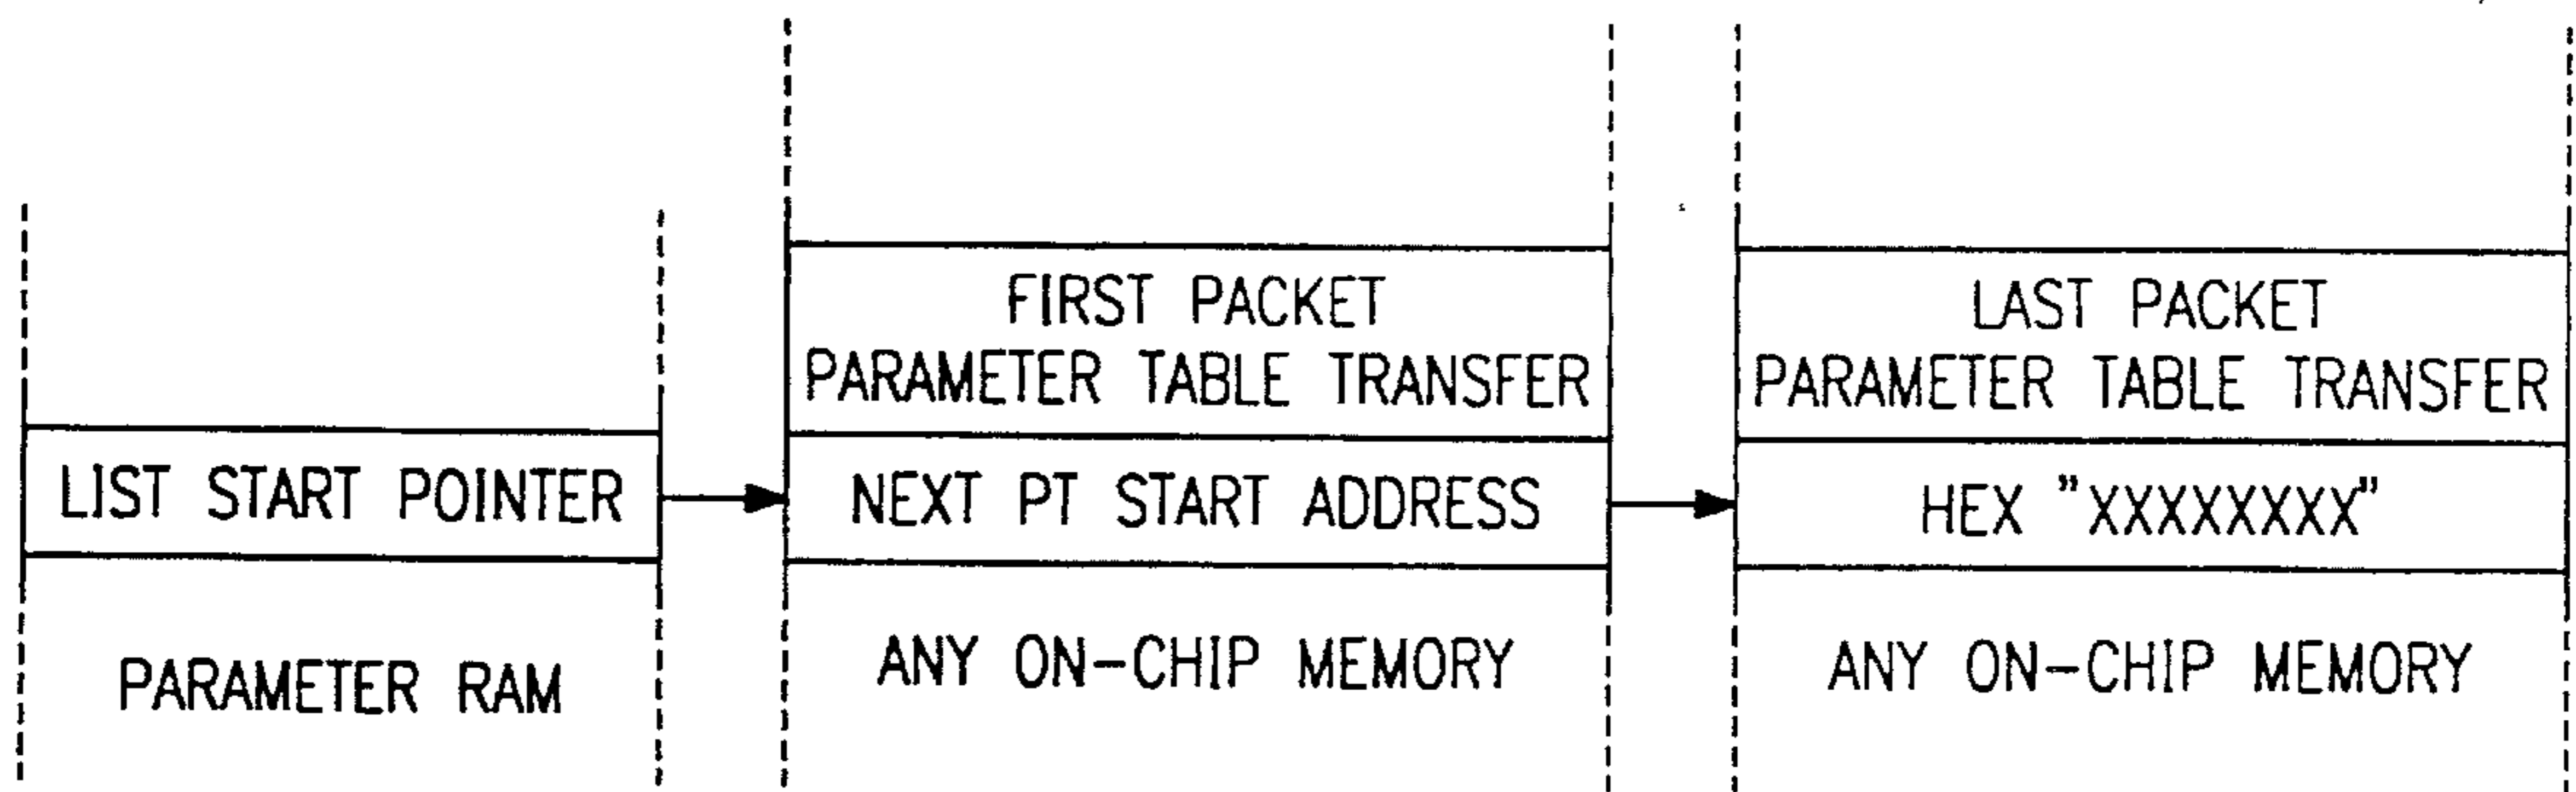 FIRST PACKET
PARAMETER TABLE TRANSFER
LAST PACKET
PARAMETER TABLE TRANSFER
LIST START POINTER
NEXT PT START ADDRESS
HEX "XXXXXXXX"
PARAMETER RAM
ANY ON-CHIP MEMORY
ANY ON-CHIP MEMORY